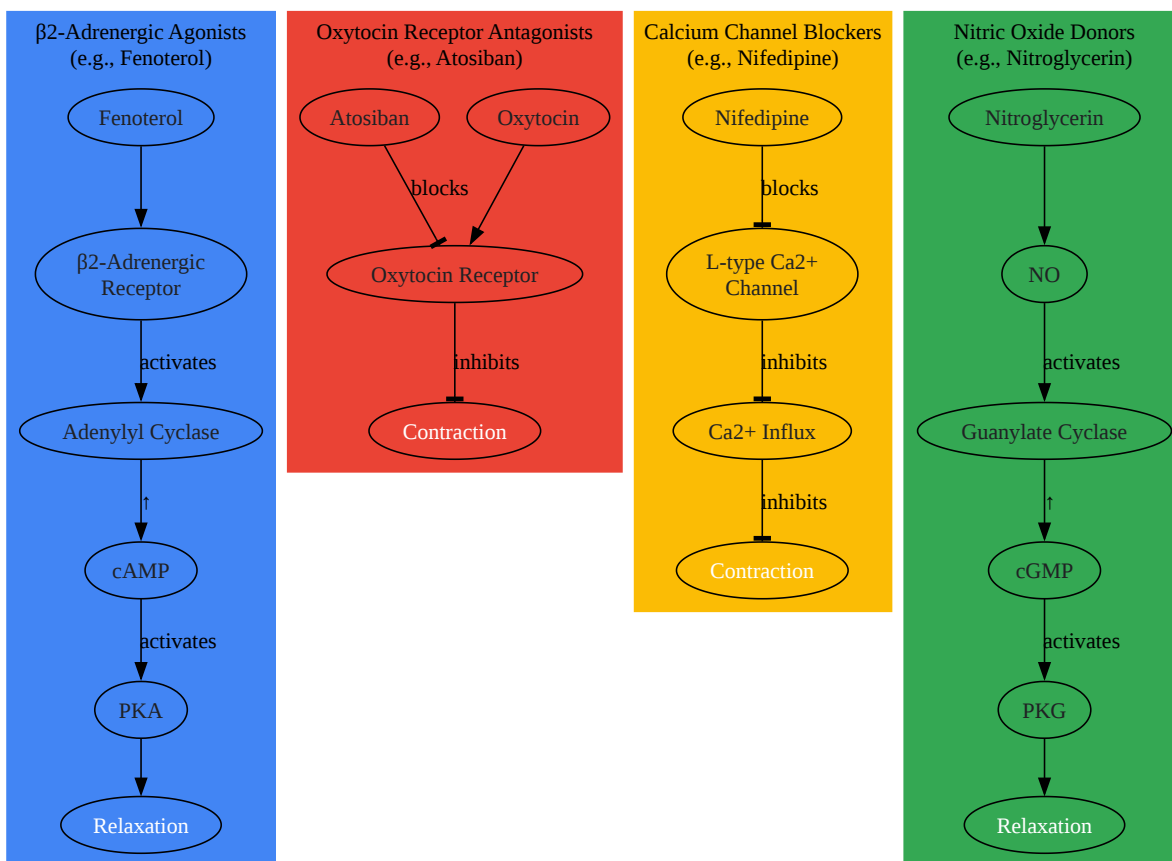 β2-Adrenergic Agonists
(e.g., Fenoterol)
Fenoterol
β2-Adrenergic
Receptor
activates
Adenylyl Cyclase
↑
cAMP
activates
PKA
Relaxation
Oxytocin Receptor Antagonists
(e.g., Atosiban)
Atosiban
Oxytocin
blocks
Oxytocin Receptor
inhibits
Contraction
Calcium Channel Blockers
(e.g., Nifedipine)
Nifedipine
blocks
L-type Ca2+
Channel
inhibits
Ca2+ Influx
inhibits
Contraction
Nitric Oxide Donors
(e.g., Nitroglycerin)
Nitroglycerin
NO
activates
Guanylate Cyclase
↑
cGMP
activates
PKG
Relaxation